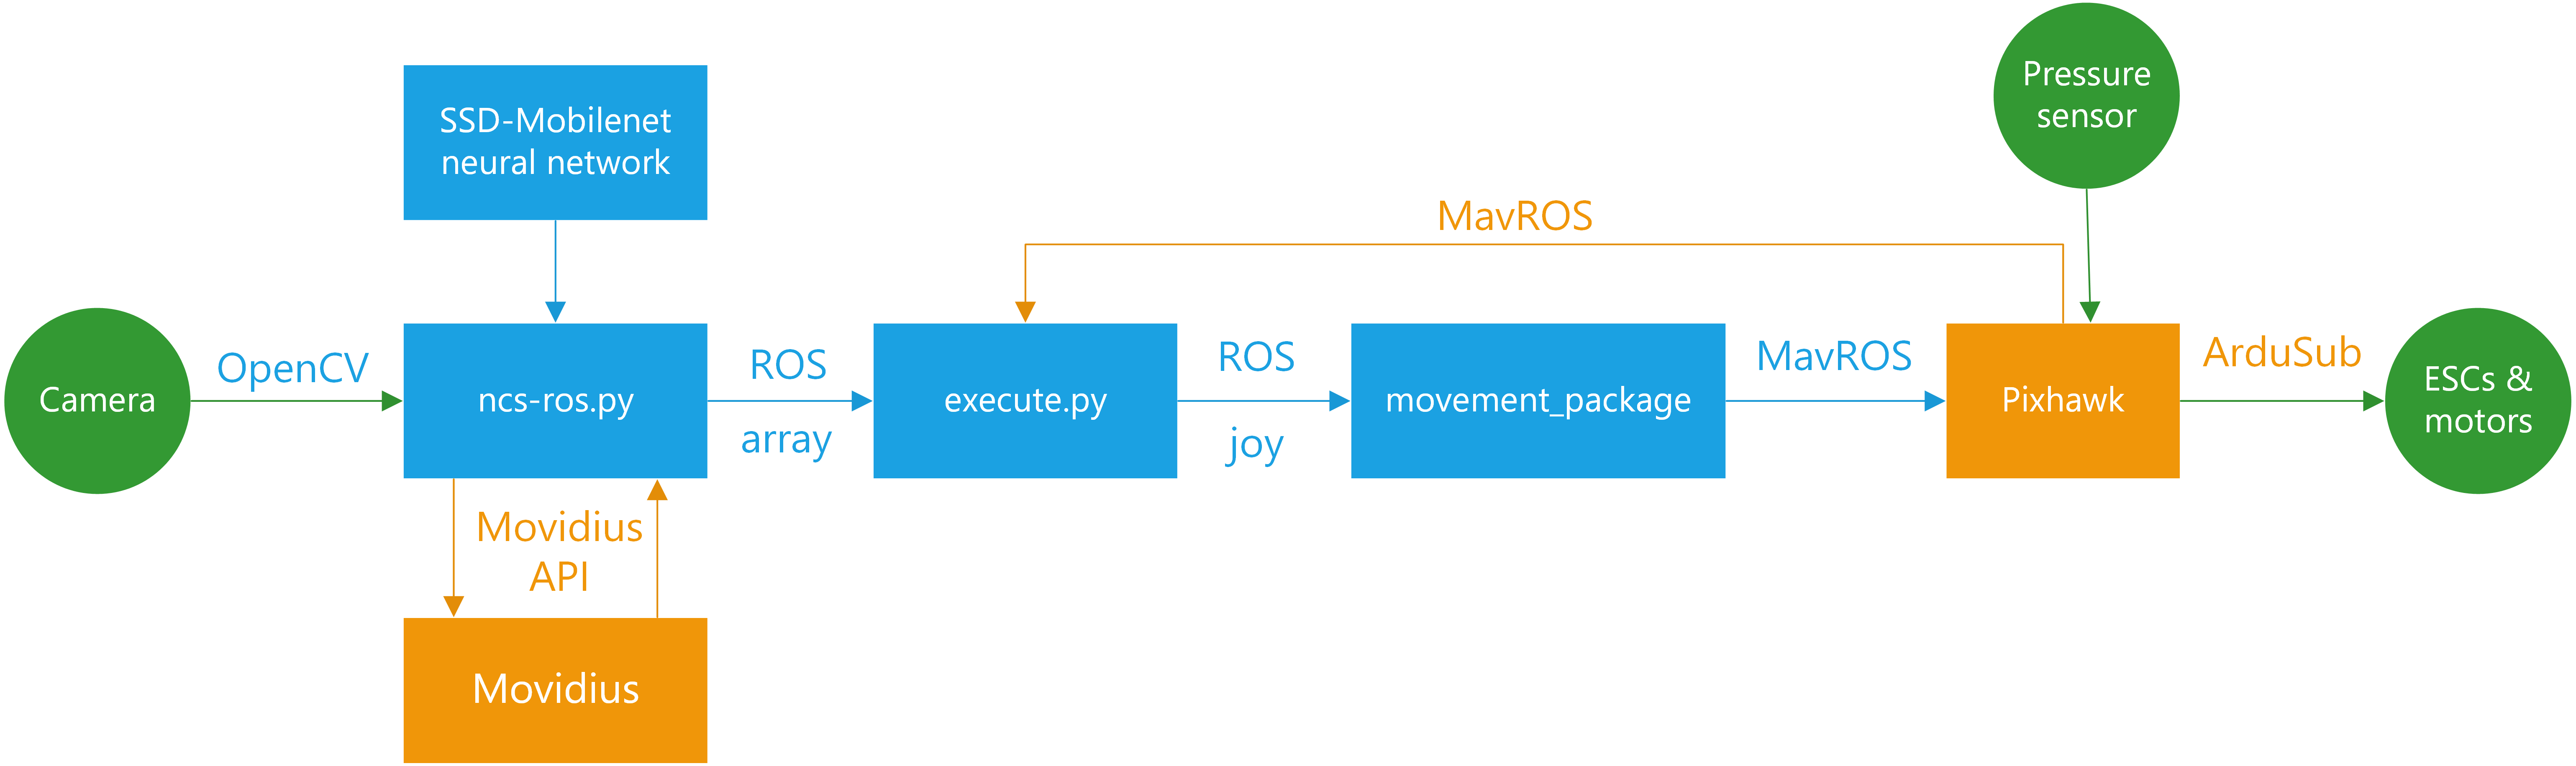 Pressure
sensor
SSD-Mobilenet
neural network
MavROS
Camera
OpenCV
ncs-ros.py
ROS
array
execute.py
ROS
joy
movement_package
MavROS
Pixhawk
ArduSub
ESCs &
motors
Movidius
API
Movidius